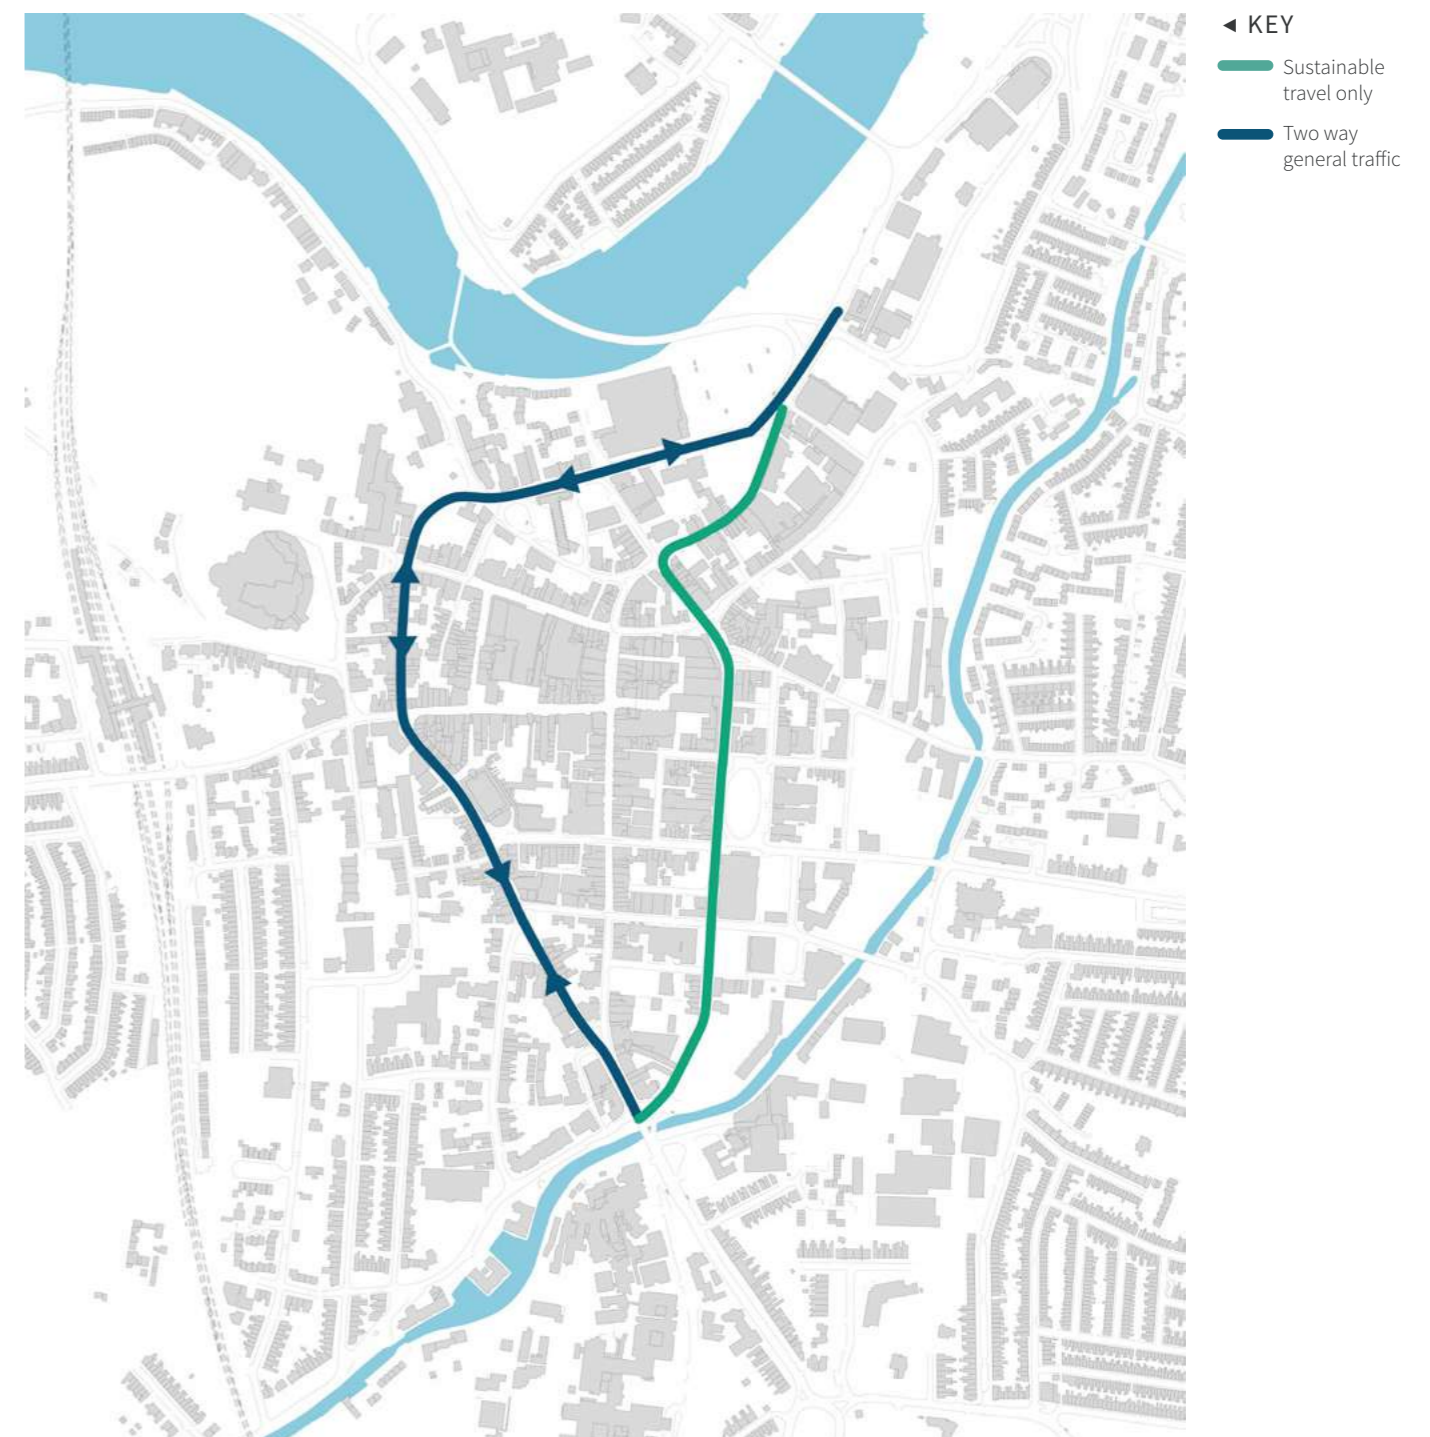 ◄ KEY
Sustainable
travel only
Two way
general traffic